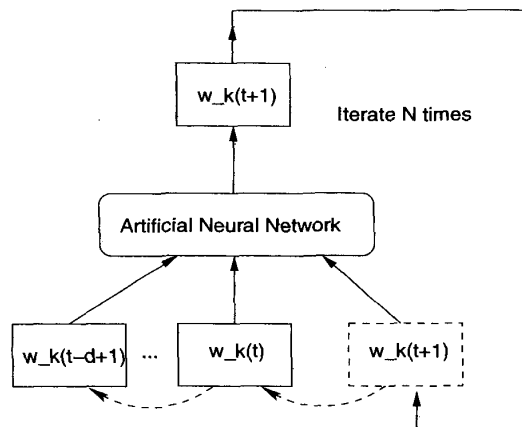 w_k(t+1)
Iterate N times
Artificial Neural Network
w_k(t−d+1) ... w_k(t) w_k(t+1)